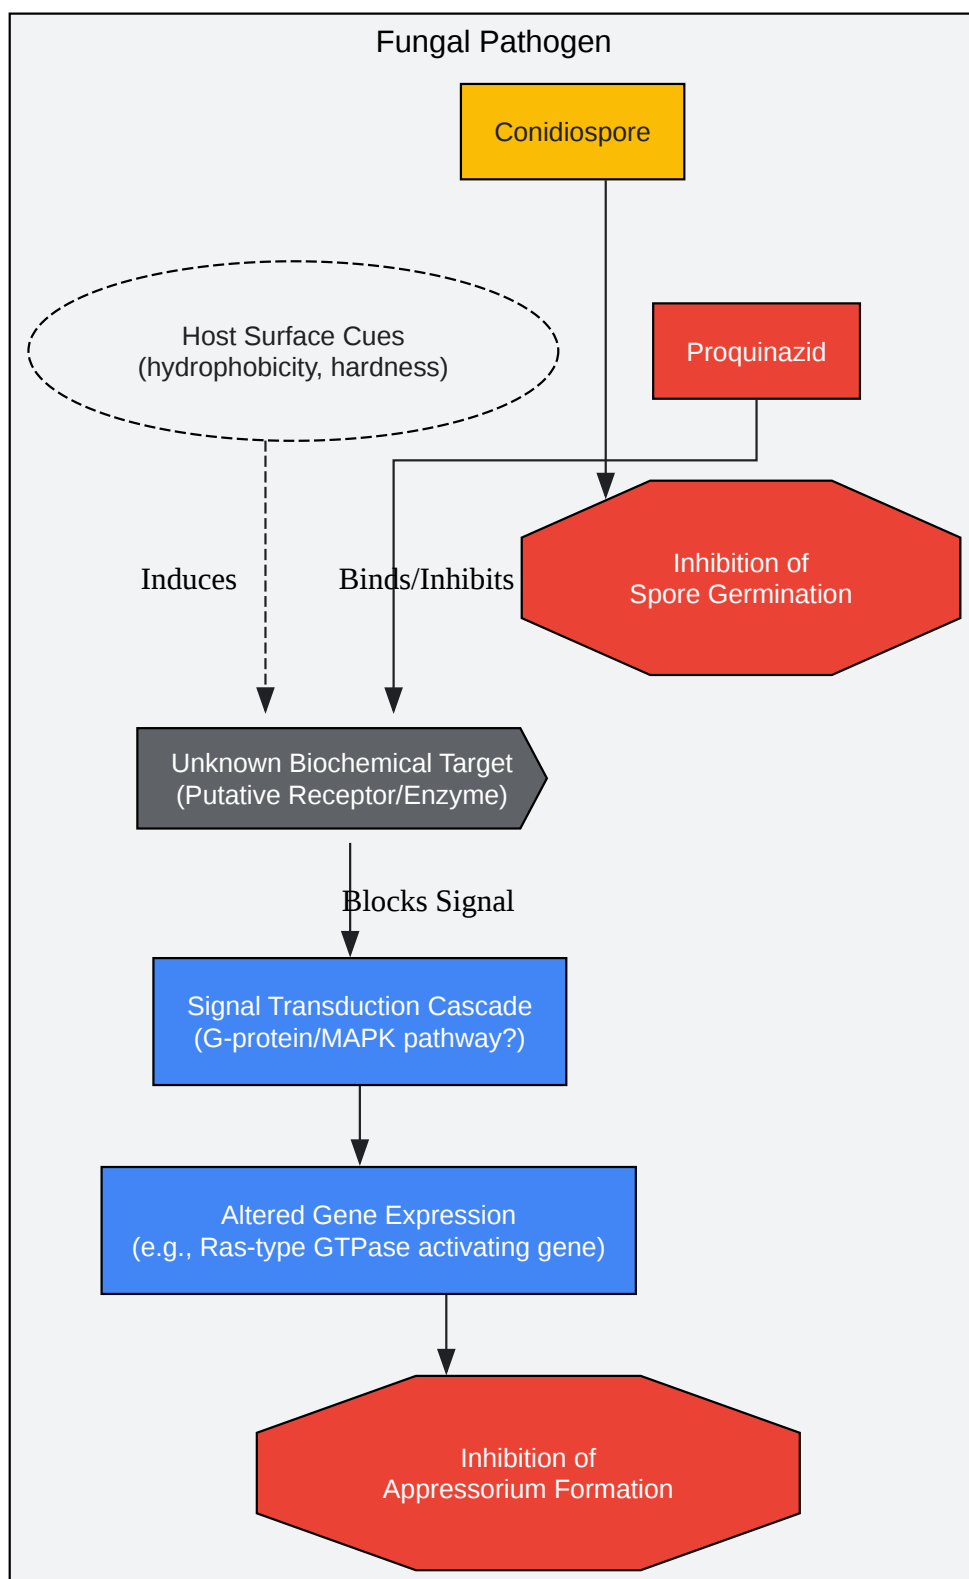 Fungal Pathogen
Conidiospore
Host Surface Cues
(hydrophobicity, hardness)
Proquinazid
Inhibition of
Spore Germination
Induces
Binds/Inhibits
Unknown Biochemical Target
(Putative Receptor/Enzyme)
Blocks Signal
Signal Transduction Cascade
(G-protein/MAPK pathway?)
Altered Gene Expression
(e.g., Ras-type GTPase activating gene)
Inhibition of
Appressorium Formation